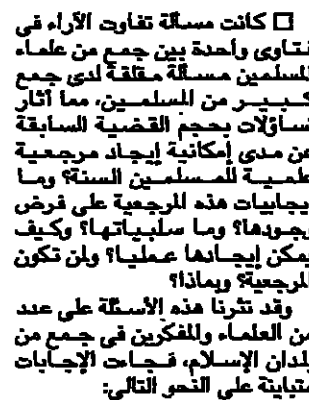 □ كانت مسألة تفاوت الآراء في
فتاوى واحدة بين جمع من علماء
المسلمين مسألة مقلقة لدى جمع
كبير من المسلمين، مما أثار
تساؤلات بحجم القضية السابقة
عن مدى إمكانية إيجاد مرجعية
علمية للمسلمين السنة؟ وما
إيجابيات هذه المرجعية على فرض
وجودها؟ وما سلبياتها؟ وكيف
يمكن إيجادها عمليا؟ ولن تكون
المرجعية؟ وبماذا؟
وقد نثرنا هذه الأسئلة على عدد
من العلماء والمفكرين في جمع من
بلدان الإسلام، فجاءت الإجابات
متباينة على النحو التالي: